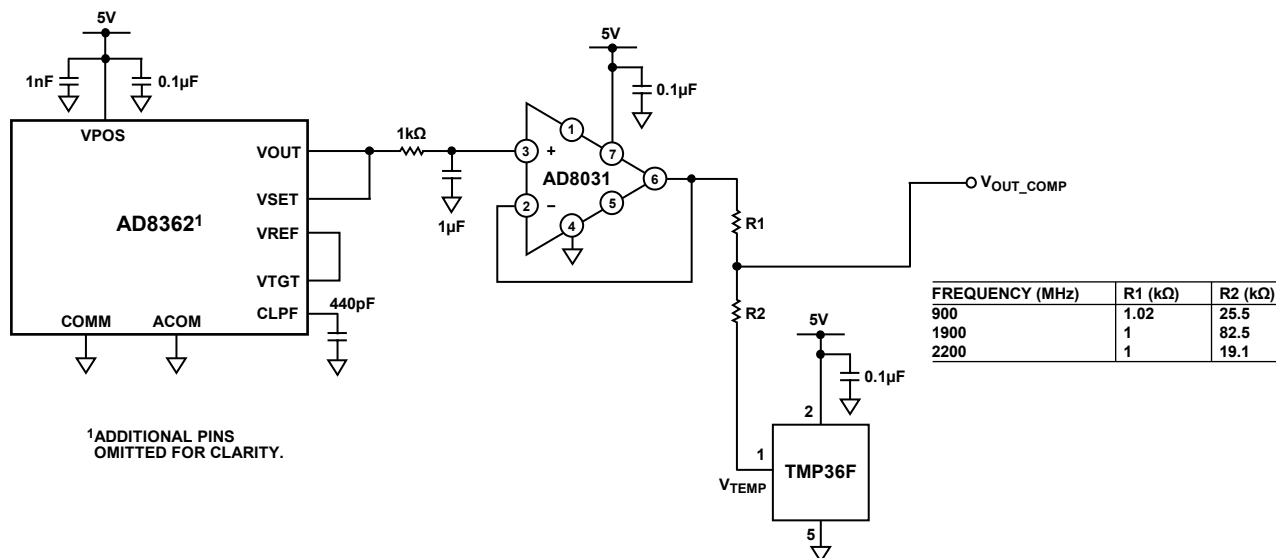 5V
1nF
0.1µF
VPOS
VOUT
VSET
VREF
VTGT
CLPF
AD8362¹
COMM
ACOM
440pF
1kΩ
1µF
5V
0.1µF
3
+
1
7
AD8031
6
2
−
5
4
R1
R2
V_OUT_COMP
5V
0.1µF
2
1
V_TEMP
TMP36F
5
FREQUENCY (MHz) R1 (kΩ) R2 (kΩ)
900 1.02 25.5
1900 1 82.5
2200 1 19.1
¹ADDITIONAL PINS
OMITTED FOR CLARITY.